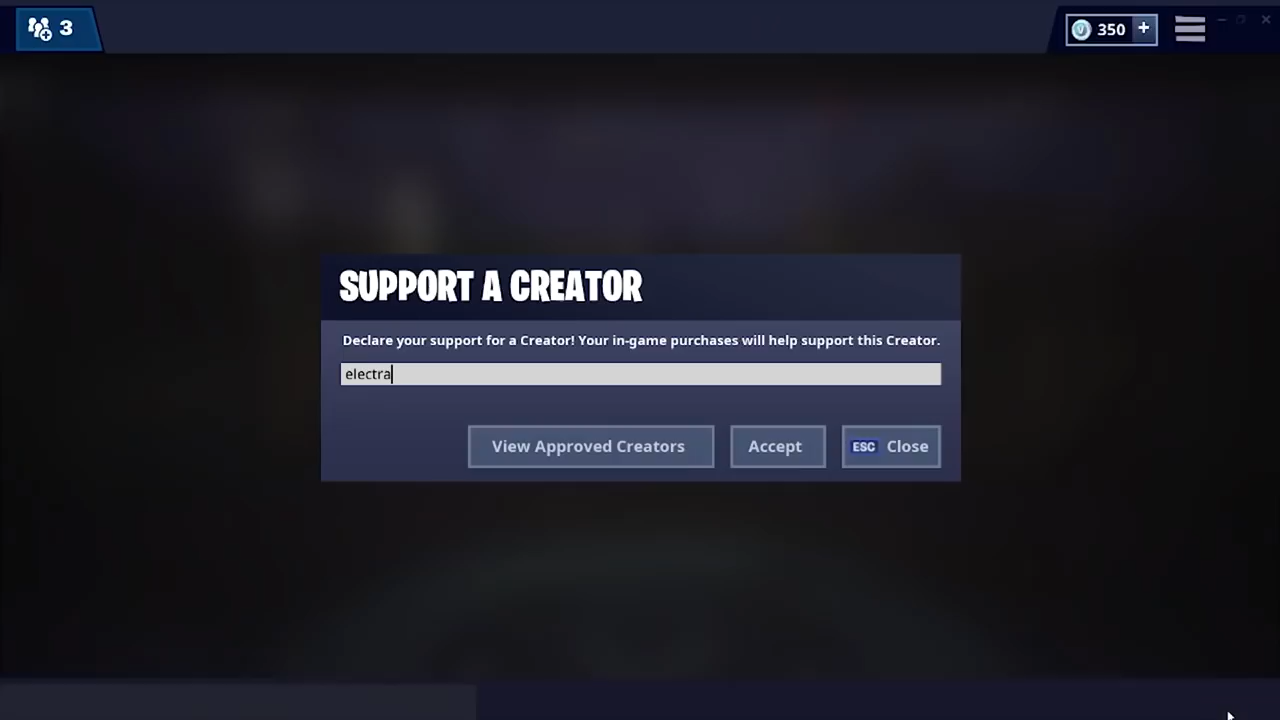 3
350 +
SUPPORT A CREATOR
Declare your support for a Creator! Your in-game purchases will help support this Creator.
electra
View Approved Creators Accept ESC Close